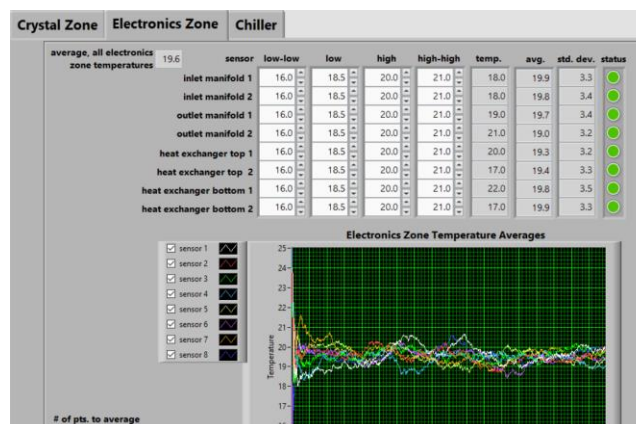 Crystal Zone Electronics Zone Chiller
average, all electronics zone temperatures 19.6
sensor low-low low high high-high temp. avg. std. dev. status
inlet manifold 1 16.0 18.5 20.0 21.0 18.0 19.9 3.3
inlet manifold 2 16.0 18.5 20.0 21.0 18.0 19.8 3.4
outlet manifold 1 16.0 18.5 20.0 21.0 19.0 19.7 3.4
outlet manifold 2 16.0 18.5 20.0 21.0 19.0 19.8 3.2
heat exchanger top 1 16.0 18.5 20.0 21.0 20.0 19.3 3.2
heat exchanger top 2 16.0 18.5 20.0 21.0 17.0 19.4 3.3
heat exchanger bottom 1 16.0 18.5 20.0 21.0 22.0 19.8 3.5
heat exchanger bottom 2 16.0 18.5 20.0 21.0 17.0 19.9 3.3
Electronics Zone Temperature Averages
sensor 1
sensor 2
sensor 3
sensor 4
sensor 5
sensor 6
sensor 7
sensor 8
Temperature
25
24
23
22
21
20
19
18
17
# of pts. to average